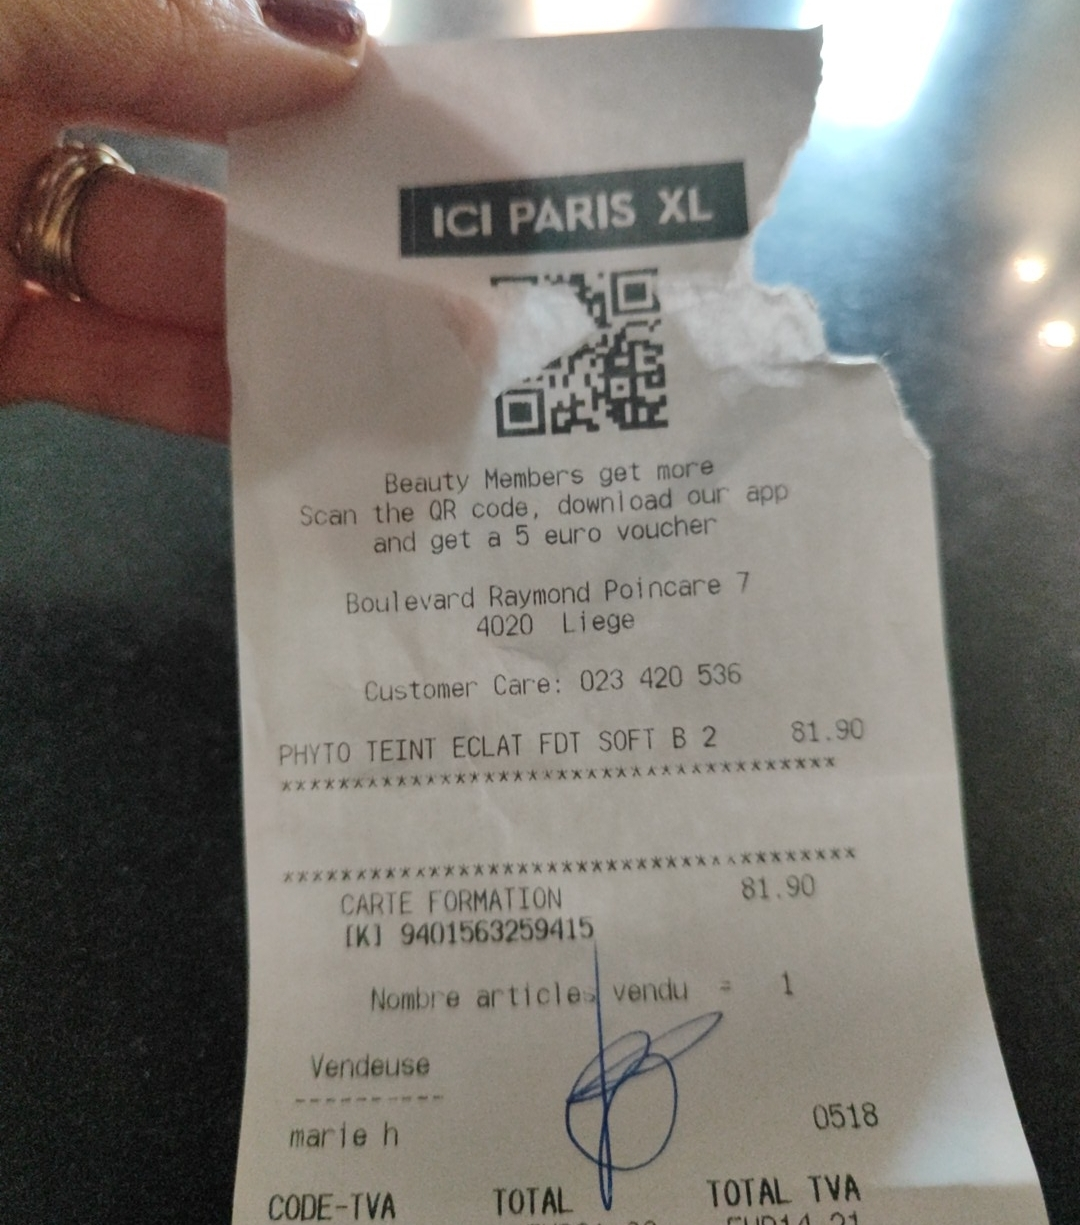 ICI PARIS XL
Beauty Members get more
Scan the QR code, download our app
and get a 5 euro voucher
Boulevard Raymond Poincare 7
4020 Liege
Customer Care: 023 420 536
PHYTO TEINT ECLAT FDT SOFT B 2 81.90
***************************************
***************************************
CARTE FORMATION 81.90
[K] 9401563259415
Nombre articles vendu = 1
Vendeuse
----------
marie h 0518
CODE-TVA TOTAL TOTAL TVA